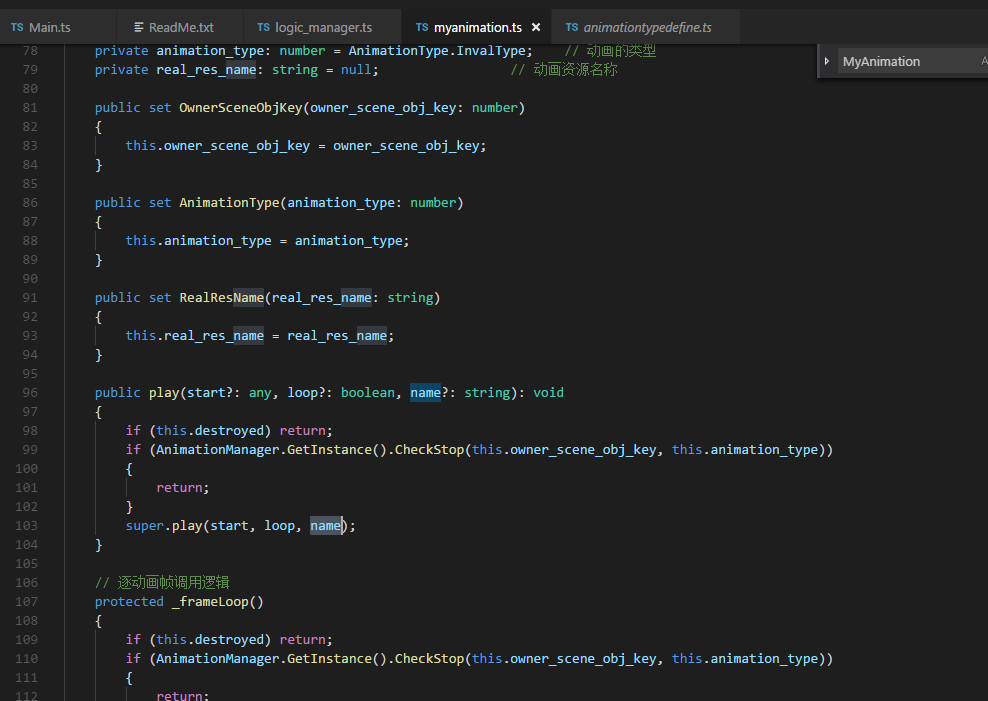 TS Main.ts ReadMe.txt TS logic_manager.ts TS myanimation.ts × TS animationtypedefine.ts
MyAnimation A
78 private animation_type: number = AnimationType.InvalType; // 动画的类型
79 private real_res_name: string = null; // 动画资源名称
80
81 public set OwnerSceneObjKey(owner_scene_obj_key: number)
82 {
83 this.owner_scene_obj_key = owner_scene_obj_key;
84 }
85
86 public set AnimationType(animation_type: number)
87 {
88 this.animation_type = animation_type;
89 }
90
91 public set RealResName(real_res_name: string)
92 {
93 this.real_res_name = real_res_name;
94 }
95
96 public play(start?: any, loop?: boolean, name?: string): void
97 {
98 if (this.destroyed) return;
99 if (AnimationManager.GetInstance().CheckStop(this.owner_scene_obj_key, this.animation_type))
100 {
101 return;
102 }
103 super.play(start, loop, name);
104 }
105
106 // 逐动画帧调用逻辑
107 protected _frameLoop()
108 {
109 if (this.destroyed) return;
110 if (AnimationManager.GetInstance().CheckStop(this.owner_scene_obj_key, this.animation_type))
111 {
112 return;